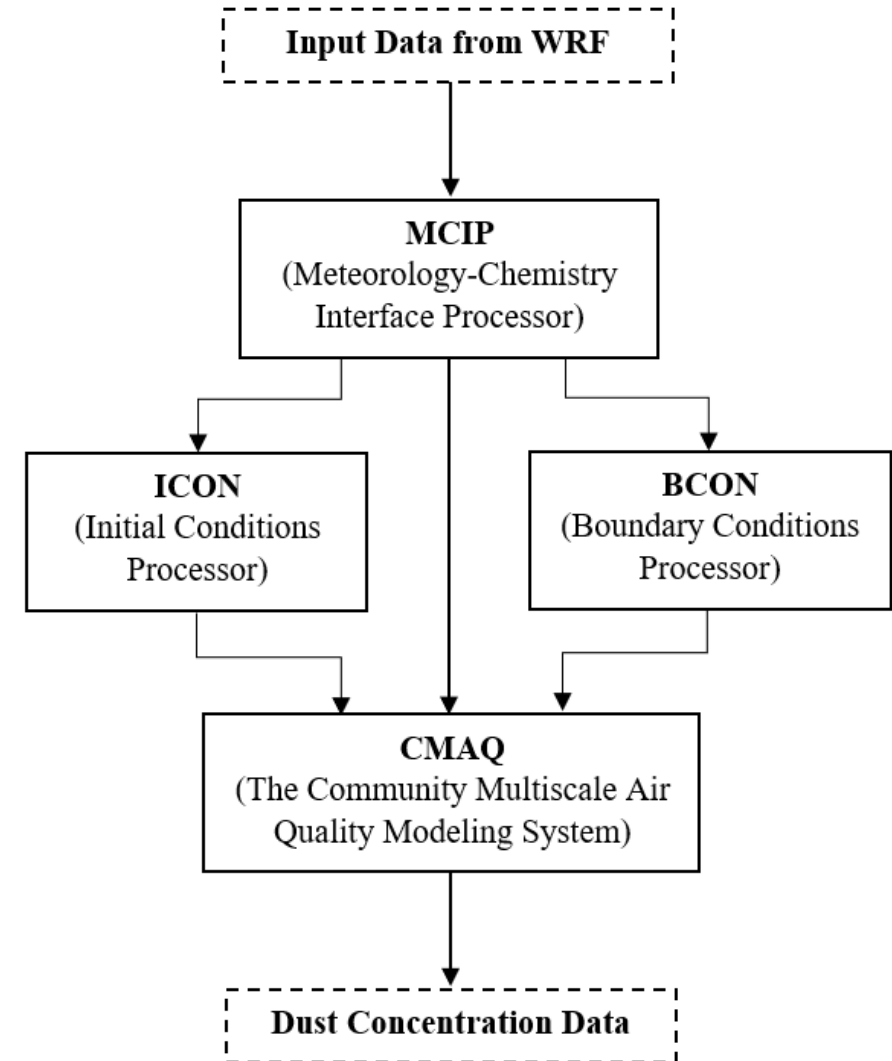 Input Data from WRF
MCIP
(Meteorology-Chemistry
Interface Processor)
ICON
(Initial Conditions
Processor)
BCON
(Boundary Conditions
Processor)
CMAQ
(The Community Multiscale Air
Quality Modeling System)
Dust Concentration Data